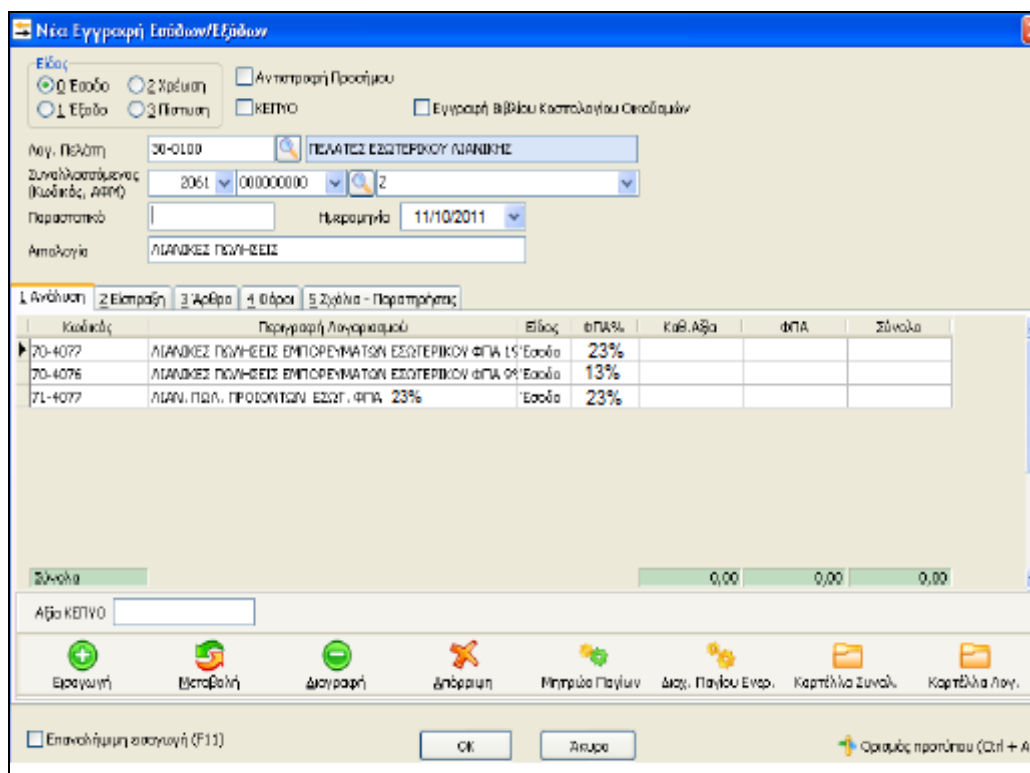 Νέα Εγγραφή Εσόδων/Εξόδων
Είδος
0 Έσοδο 2 Χρέωση Αντιστροφή Προσήμου
1 Έξοδο 3 Πίστωση ΚΕΠΥΟ Εγγραφή Βιβλίου Κοστολογίου Οικοδομών
Λογ. Πελάτη 30-0100 ΠΕΛΑΤΕΣ ΕΣΩΤΕΡΙΚΟΥ ΛΙΑΝΙΚΗΣ
Συναλλασσόμενος
(Κωδικός, ΑΦΜ) 2061 000000000 Ζ
Παραστατικό Ημερομηνία 11/10/2011
Αιτιολογία ΛΙΑΝΙΚΕΣ ΠΩΛΗΣΕΙΣ
1 Ανάλυση 2 Είσπραξη 3 Άρθρο 4 Φόροι 5 Σχόλια - Παρατηρήσεις
Κωδικός Περιγραφή Λογαριασμού Είδος ΦΠΑ% Καθ.Αξία ΦΠΑ Σύνολο
70-4077 ΛΙΑΝΙΚΕΣ ΠΩΛΗΣΕΙΣ ΕΜΠΟΡΕΥΜΑΤΩΝ ΕΣΩΤΕΡΙΚΟΥ ΦΠΑ 19 Έσοδο 23%
70-4076 ΛΙΑΝΙΚΕΣ ΠΩΛΗΣΕΙΣ ΕΜΠΟΡΕΥΜΑΤΩΝ ΕΣΩΤΕΡΙΚΟΥ ΦΠΑ 9% Έσοδο 13%
71-4077 ΛΙΑΝ. ΠΩΛ. ΠΡΟΙΟΝΤΩΝ ΕΣΩΤ. ΦΠΑ 23% Έσοδο 23%
Σύνολα 0,00 0,00 0,00
Αξία ΚΕΠΥΟ
Εισαγωγή Μεταβολή Διαγραφή Απόρριψη Μητρώο Παγίων Διαχ. Παγίου Ενερ. Καρτέλλα Συναλ. Καρτέλλα Λογ.
Επαναλήψιμη εισαγωγή (F11) OK Άκυρο Ορισμός προτύπου (Ctrl + A